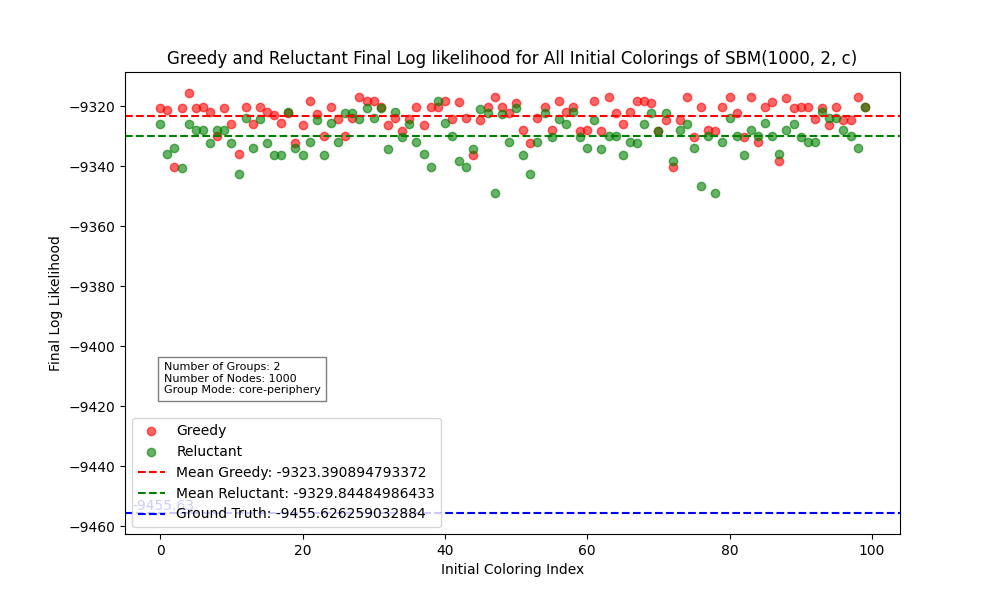 Greedy and Reluctant Final Log likelihood for All Initial Colorings of SBM(1000, 2, c)
Final Log Likelihood
−9320
−9340
−9360
−9380
−9400
−9420
−9440
−9460
Number of Groups: 2
Number of Nodes: 1000
Group Mode: core-periphery
Greedy
Reluctant
Mean Greedy: -9323.390894793372
Mean Reluctant: -9329.84484986433
-9455.63
Ground Truth: -9455.626259032884
0 20 40 60 80 100
Initial Coloring Index